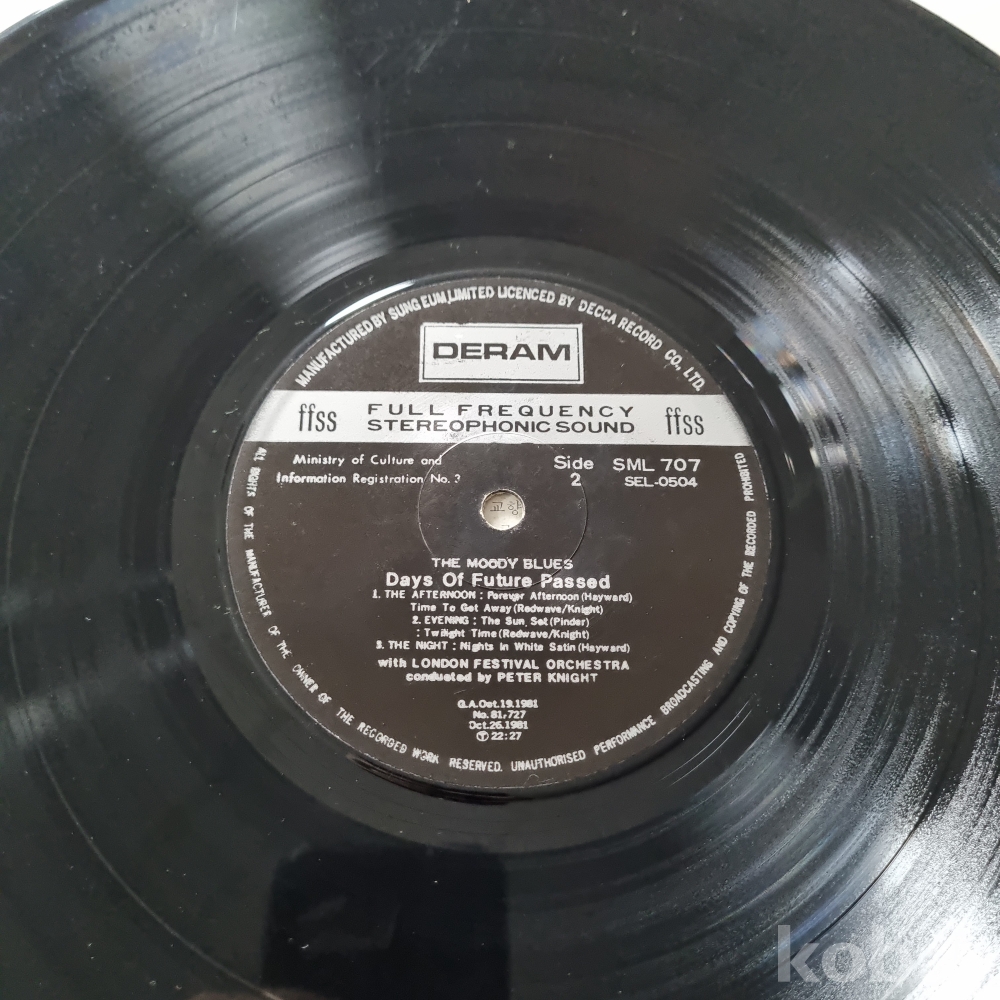 MANUFACTURED BY SUNG EUM, LIMITED LICENCED BY DECCA RECORD CO., LTD.
DERAM
ffss FULL FREQUENCY STEREOPHONIC SOUND ffss
Ministry of Culture and
Information Registration No.
Side 2
SML 707
SEL-0504
THE MOODY BLUES
Days Of Future Passed
1. THE AFTERNOON : Forever Afternoon (Hayward)
Time To Get Away (Redwave/Knight)
2. EVENING : The Sun Set (Pinder)
: Twilight Time (Redwave/Knight)
3. THE NIGHT : Nights In White Satin (Hayward)
with LONDON FESTIVAL ORCHESTRA
conducted by PETER KNIGHT
G.A. Oct. 19. 1981
No. 81, 727
Oct. 26. 1981
Ⓣ 22:27
ALL RIGHTS OF THE MANUFACTURER OF THE OWNER OF THE RECORDED WORK RESERVED. UNAUTHORISED PERFORMANCE BROADCASTING AND COPYING OF THE RECORDED PROHIBITED